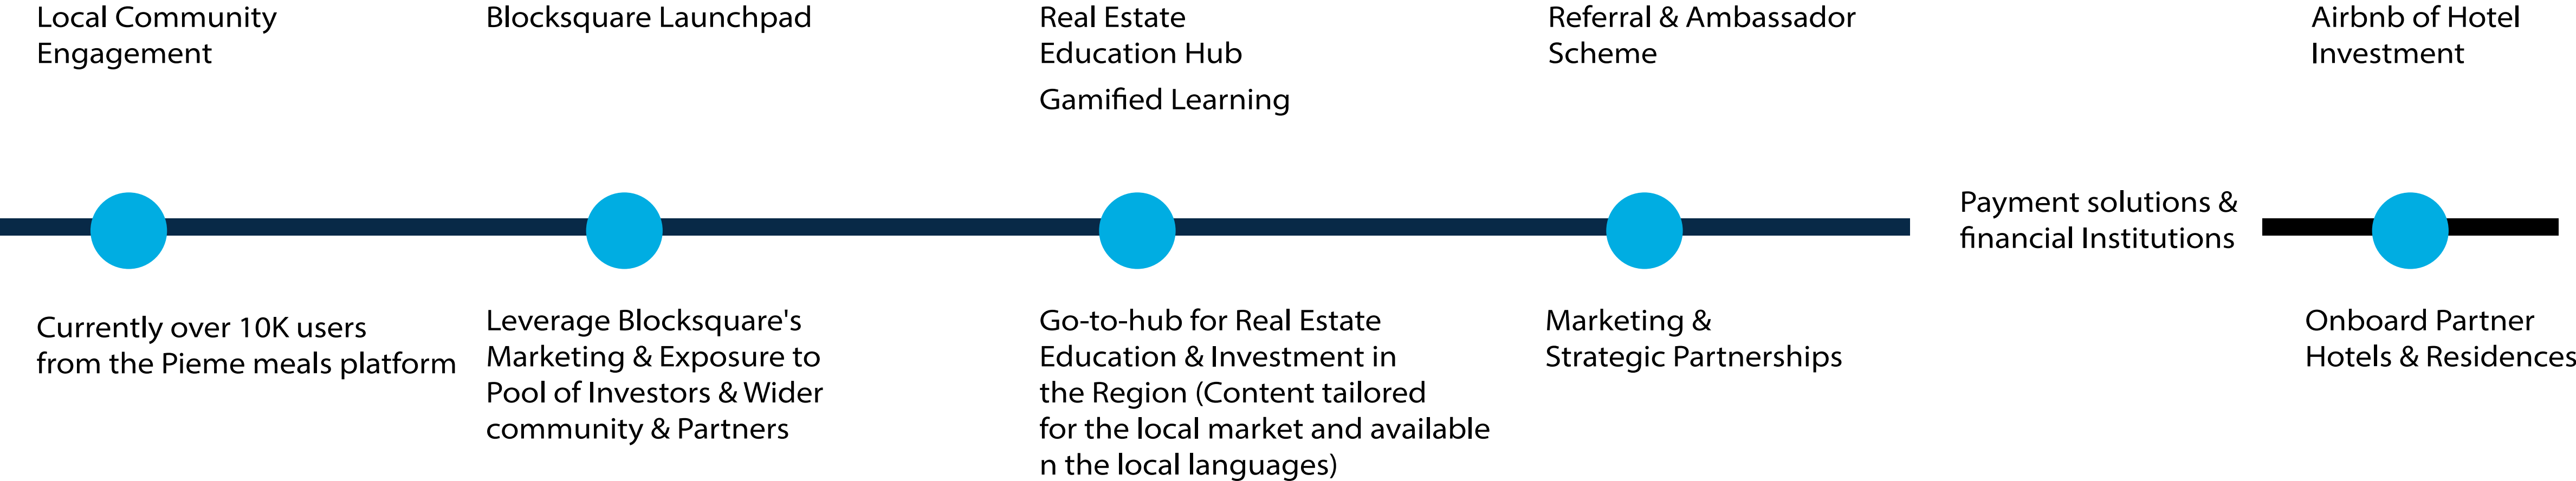 Local Community
Engagement
Currently over 10K users
from the Pieme meals platform
Blocksquare Launchpad
Leverage Blocksquare's
Marketing & Exposure to
Pool of Investors & Wider
community & Partners
Real Estate
Education Hub
Gamified Learning
Go-to-hub for Real Estate
Education & Investment in
the Region (Content tailored
for the local market and available
n the local languages)
Referral & Ambassador
Scheme
Marketing &
Strategic Partnerships
Payment solutions &
financial Institutions
Airbnb of Hotel
Investment
Onboard Partner
Hotels & Residences